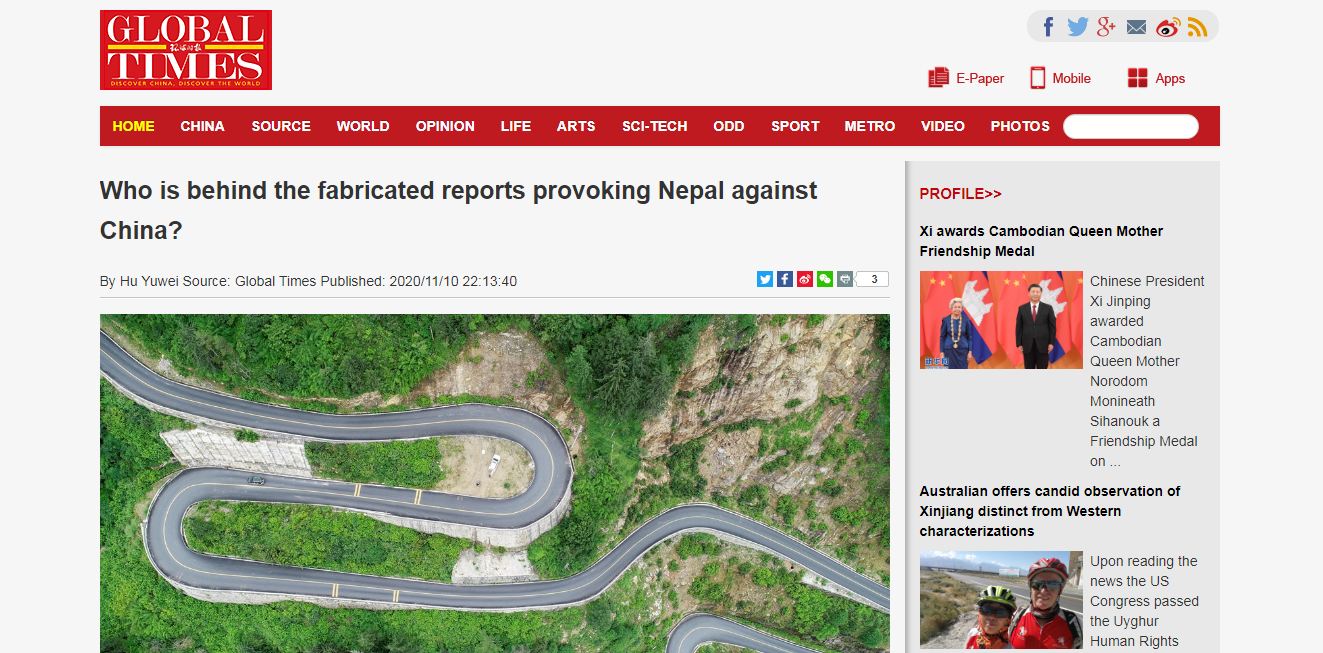 GLOBAL
环球时报
TIMES
DISCOVER CHINA, DISCOVER THE WORLD
E-Paper
Mobile
Apps
HOME CHINA SOURCE WORLD OPINION LIFE ARTS SCI-TECH ODD SPORT METRO VIDEO PHOTOS
Who is behind the fabricated reports provoking Nepal against
China?
By Hu Yuwei Source: Global Times Published: 2020/11/10 22:13:40
3
PROFILE>>
Xi awards Cambodian Queen Mother
Friendship Medal
Chinese President
Xi Jinping
awarded
Cambodian
Queen Mother
Norodom
Monineath
Sihanouk a
Friendship Medal
on ...
Australian offers candid observation of
Xinjiang distinct from Western
characterizations
Upon reading the
news the US
Congress passed
the Uyghur
Human Rights